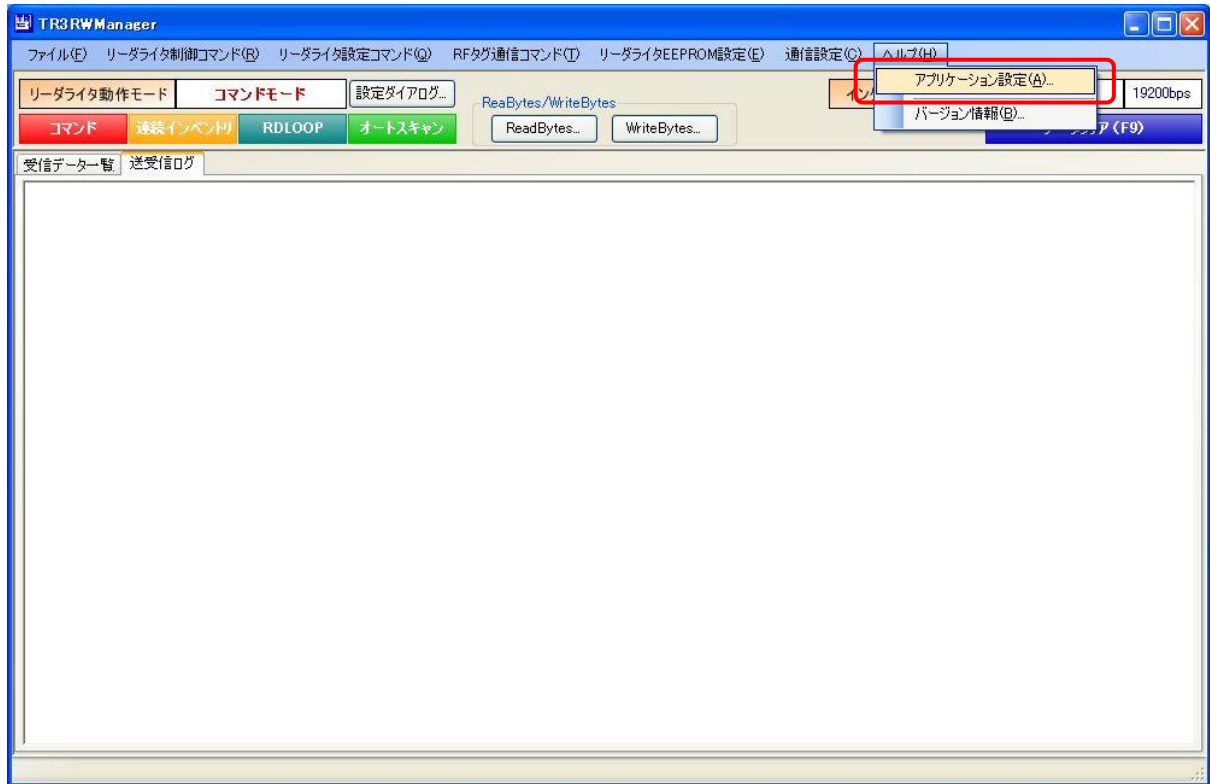 TR3RWManager
ファイル(F) リーダライタ制御コマンド(R) リーダライタ設定コマンド(Q) RFタグ通信コマンド(T) リーダライタEEPROM設定(E) 通信設定(C) ヘルプ(H)
アプリケーション設定(A)...
バージョン情報(B)...
リーダライタ動作モード コマンドモード 設定ダイアログ... 19200bps
ReaBytes/WriteBytes
コマンド 連続インベントリ RDLOOP オートスキャン ReadBytes... WriteBytes... (F9)
受信データ一覧 送受信ログ